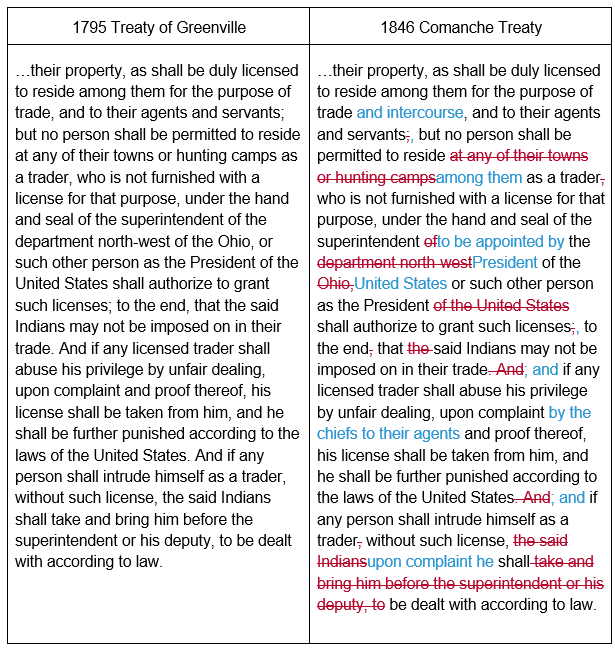 1795 Treaty of Greenville
…their property, as shall be duly licensed
to reside among them for the purpose of
trade, and to their agents and servants;
but no person shall be permitted to reside
at any of their towns or hunting camps as
a trader, who is not furnished with a
license for that purpose, under the hand
and seal of the superintendent of the
department north-west of the Ohio, or
such other person as the President of the
United States shall authorize to grant
such licenses; to the end, that the said
Indians may not be imposed on in their
trade. And if any licensed trader shall
abuse his privilege by unfair dealing,
upon complaint and proof thereof, his
license shall be taken from him, and he
shall be further punished according to the
laws of the United States. And if any
person shall intrude himself as a trader,
without such license, the said Indians
shall take and bring him before the
superintendent or his deputy, to be dealt
with according to law.
1846 Comanche Treaty
…their property, as shall be duly licensed
to reside among them for the purpose of
trade and intercourse, and to their agents
and servants;, but no person shall be
permitted to reside at any of their towns
or hunting campsamong them as a trader,
who is not furnished with a license for that
purpose, under the hand and seal of the
superintendent ofto be appointed by the
department north-westPresident of the
Ohio,United States or such other person
as the President of the United States
shall authorize to grant such licenses;, to
the end, that the said Indians may not be
imposed on in their trade. And; and if any
licensed trader shall abuse his privilege
by unfair dealing, upon complaint by the
chiefs to their agents and proof thereof,
his license shall be taken from him, and
he shall be further punished according to
the laws of the United States. And; and if
any person shall intrude himself as a
trader, without such license, the said
Indiansupon complaint he shall take and
bring him before the superintendent or his
deputy, to be dealt with according to law.